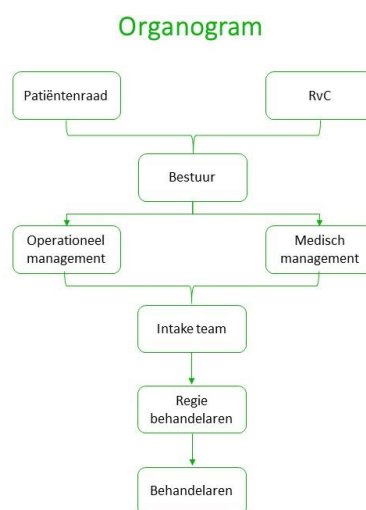 Organogram
Patiëntenraad
RvC
Bestuur
Operationeel
management
Medisch
management
Intake team
Regie
behandelaren
Behandelaren